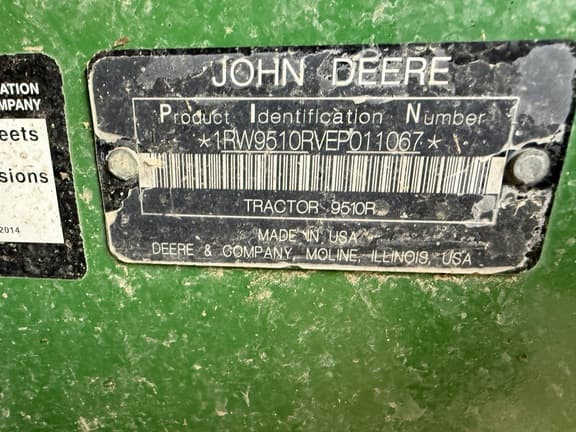 ATION
MPANY
eets
sions
2014
JOHN DEERE
Product Identification Number
*1RW9510RVEP011067*
TRACTOR 9510R
MADE IN USA
DEERE & COMPANY, MOLINE, ILLINOIS, USA